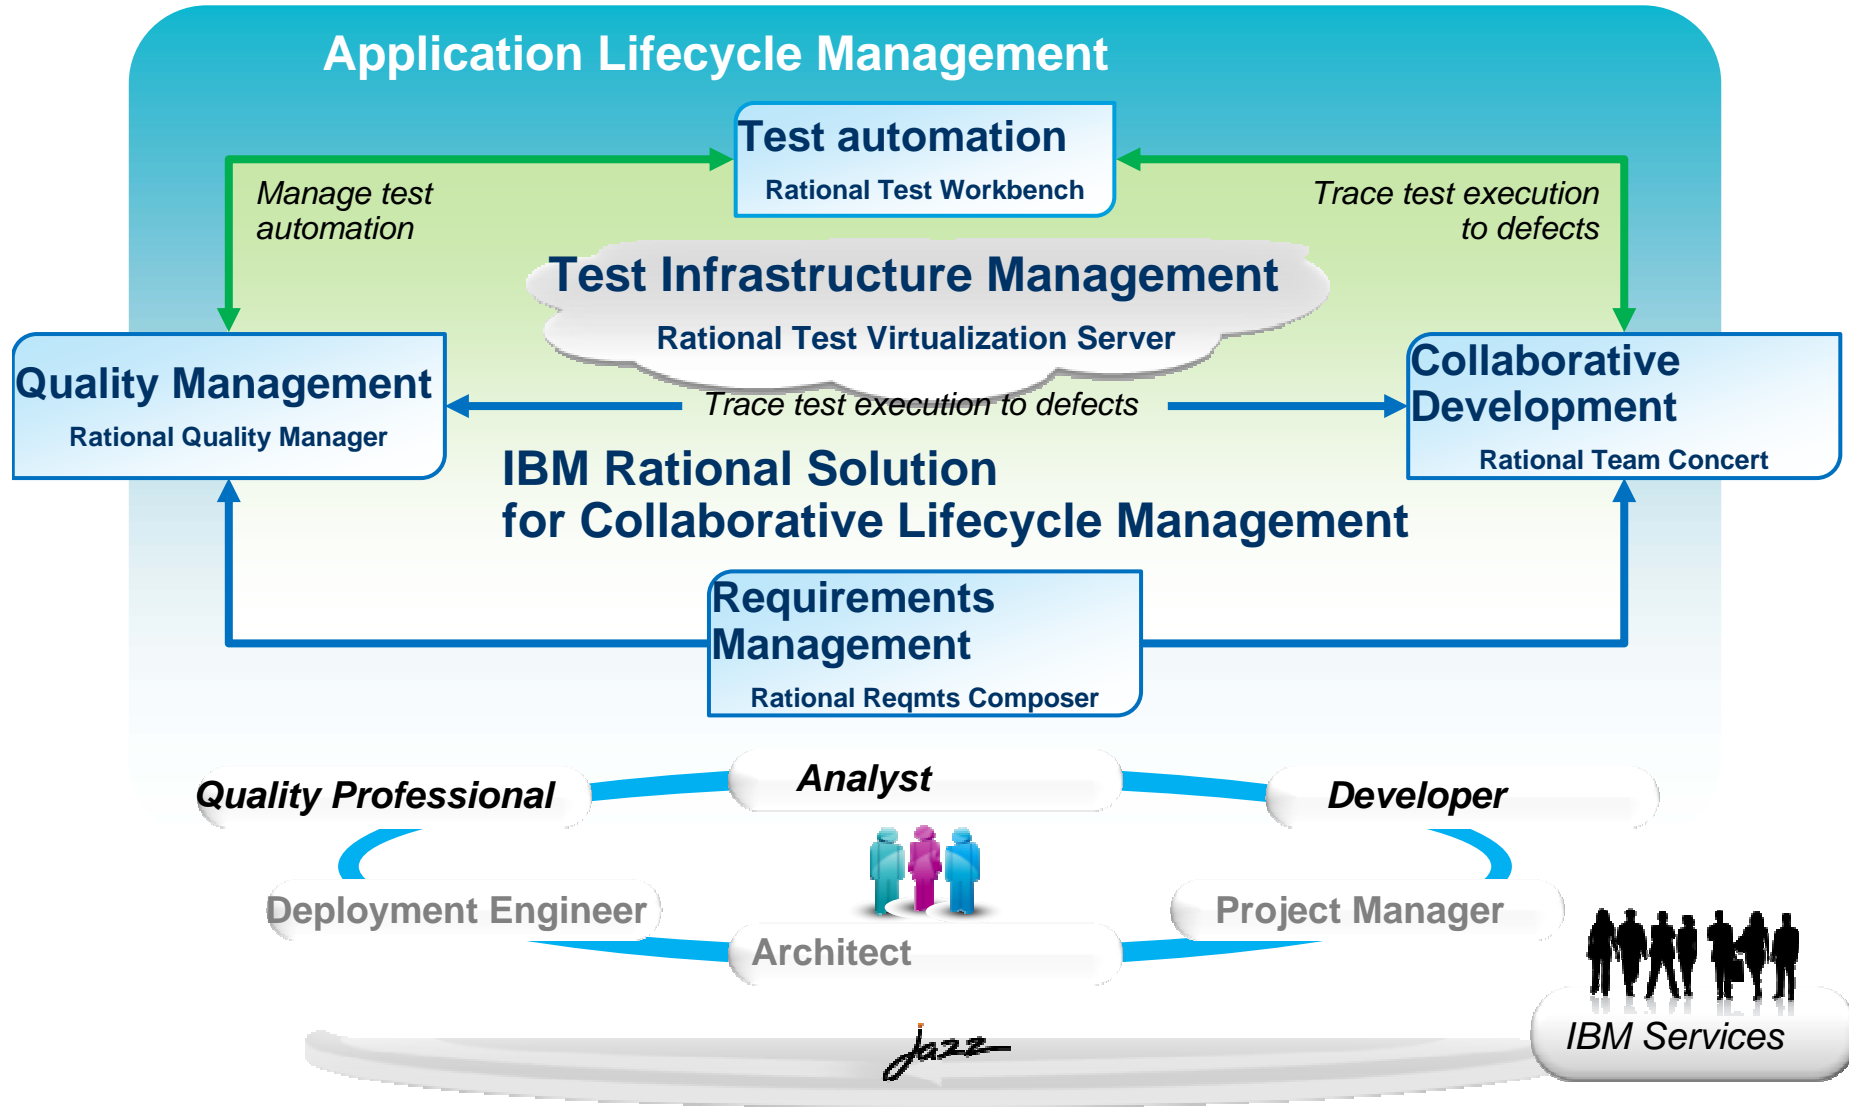 Application Lifecycle Management
Test automation
Rational Test Workbench
Manage test
automation
Trace test execution
to defects
Test Infrastructure Management
Rational Test Virtualization Server
Quality Management
Rational Quality Manager
Trace test execution to defects
Collaborative
Development
Rational Team Concert
IBM Rational Solution
for Collaborative Lifecycle Management
Requirements
Management
Rational Reqmts Composer
Quality Professional
Analyst
Developer
Deployment Engineer
Architect
Project Manager
jazz
IBM Services